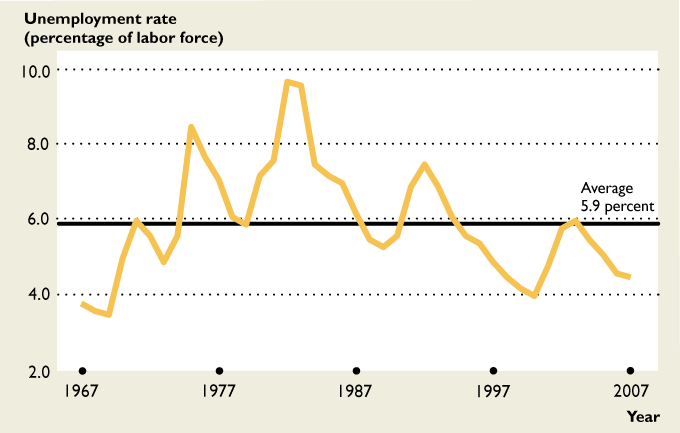 Unemployment rate
(percentage of labor force)
10.0
8.0
Average
5.9 percent
6.0
4.0
2.0
1967 1977 1987 1997 2007
Year